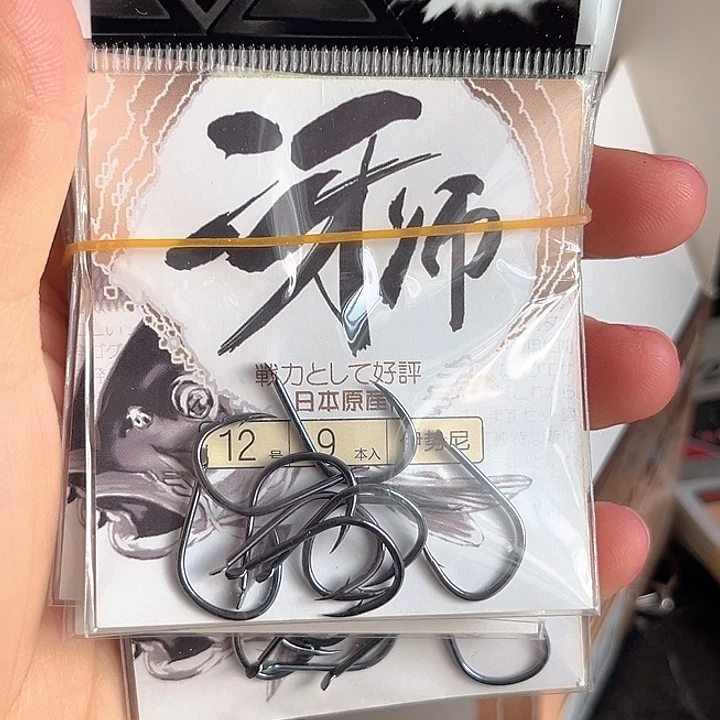 冴师
戦力として好評
日本原産
12号 9本入 伊勢尼